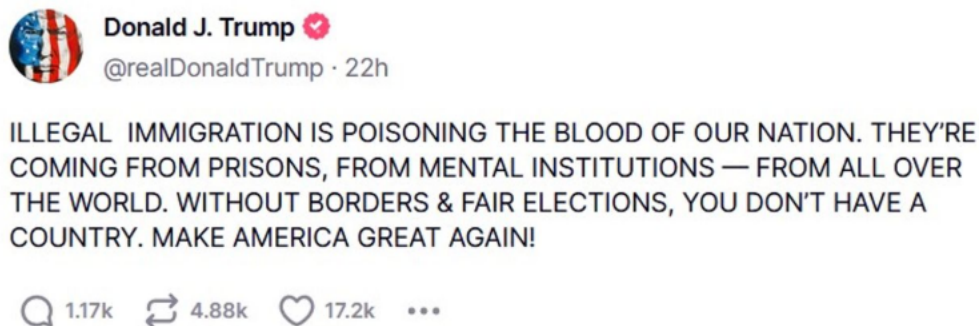 Donald J. Trump
@realDonaldTrump · 22h
ILLEGAL  IMMIGRATION IS POISONING THE BLOOD OF OUR NATION. THEY'RE
COMING FROM PRISONS, FROM MENTAL INSTITUTIONS — FROM ALL OVER
THE WORLD. WITHOUT BORDERS & FAIR ELECTIONS, YOU DON'T HAVE A
COUNTRY. MAKE AMERICA GREAT AGAIN!
1.17k 4.88k 17.2k